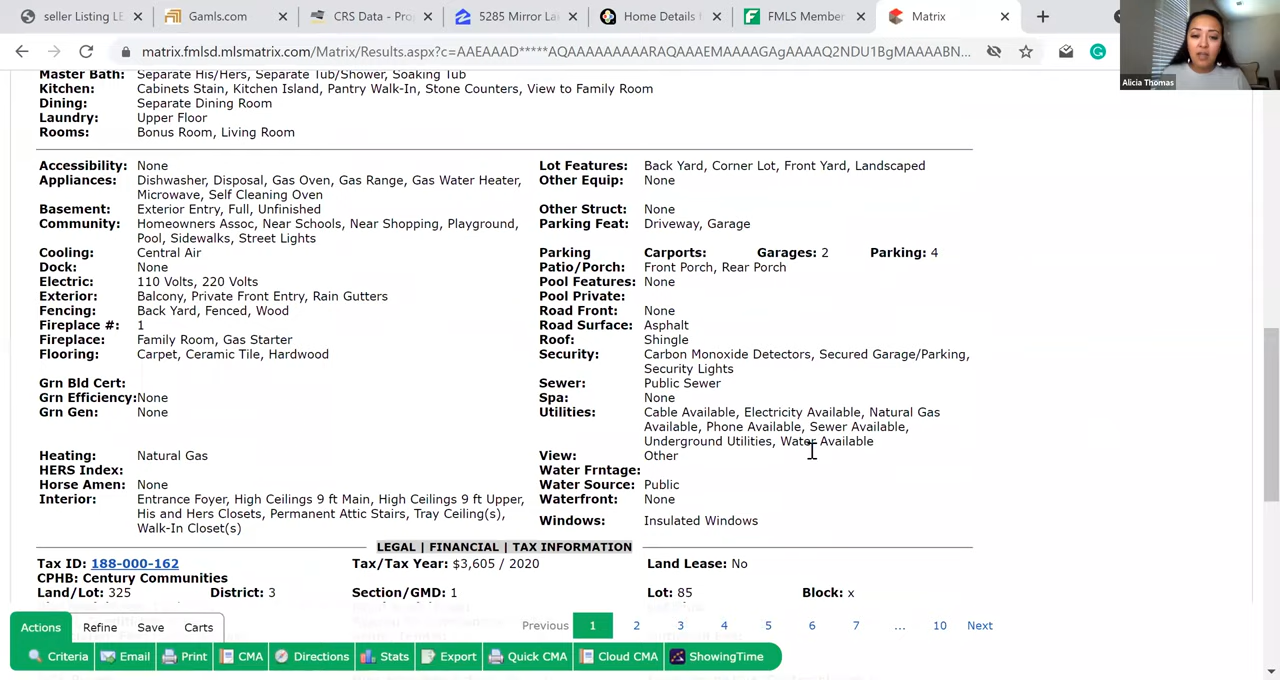 seller Listing LE
Gamls.com
CRS Data - Pro
5285 Mirror La
Home Details f
FMLS Member
Matrix
matrix.fmlsd.mlsmatrix.com/Matrix/Results.aspx?c=AAEAAAD*****AQAAAAAAAAARAQAAAEMAAAAGAgAAAAQ2NDU1BgMAAAABN...
Alicia Thomas
Master Bath: Separate His/Hers, Separate Tub/Shower, Soaking Tub
Kitchen: Cabinets Stain, Kitchen Island, Pantry Walk-In, Stone Counters, View to Family Room
Dining: Separate Dining Room
Laundry: Upper Floor
Rooms: Bonus Room, Living Room
Accessibility: None
Appliances: Dishwasher, Disposal, Gas Oven, Gas Range, Gas Water Heater,
Microwave, Self Cleaning Oven
Basement: Exterior Entry, Full, Unfinished
Community: Homeowners Assoc, Near Schools, Near Shopping, Playground,
Pool, Sidewalks, Street Lights
Cooling: Central Air
Dock: None
Electric: 110 Volts, 220 Volts
Exterior: Balcony, Private Front Entry, Rain Gutters
Fencing: Back Yard, Fenced, Wood
Fireplace #: 1
Fireplace: Family Room, Gas Starter
Flooring: Carpet, Ceramic Tile, Hardwood
Grn Bld Cert:
Grn Efficiency: None
Grn Gen: None
Heating: Natural Gas
HERS Index:
Horse Amen: None
Interior: Entrance Foyer, High Ceilings 9 ft Main, High Ceilings 9 ft Upper,
His and Hers Closets, Permanent Attic Stairs, Tray Ceiling(s),
Walk-In Closet(s)
Lot Features: Back Yard, Corner Lot, Front Yard, Landscaped
Other Equip: None
Other Struct: None
Parking Feat: Driveway, Garage
Parking Carports: Garages: 2 Parking: 4
Patio/Porch: Front Porch, Rear Porch
Pool Features: None
Pool Private:
Road Front: None
Road Surface: Asphalt
Roof: Shingle
Security: Carbon Monoxide Detectors, Secured Garage/Parking,
Security Lights
Sewer: Public Sewer
Spa: None
Utilities: Cable Available, Electricity Available, Natural Gas
Available, Phone Available, Sewer Available,
Underground Utilities, Water Available
View: Other
Water Frntage:
Water Source: Public
Waterfront: None
Windows: Insulated Windows
LEGAL | FINANCIAL | TAX INFORMATION
Tax ID: 188-000-162 Tax/Tax Year: $3,605 / 2020 Land Lease: No
CPHB: Century Communities
Land/Lot: 325 District: 3 Section/GMD: 1 Lot: 85 Block: x
Actions Refine Save Carts Previous 1 2 3 4 5 6 7 ... 10 Next
Criteria Email Print CMA Directions Stats Export Quick CMA Cloud CMA ShowingTime